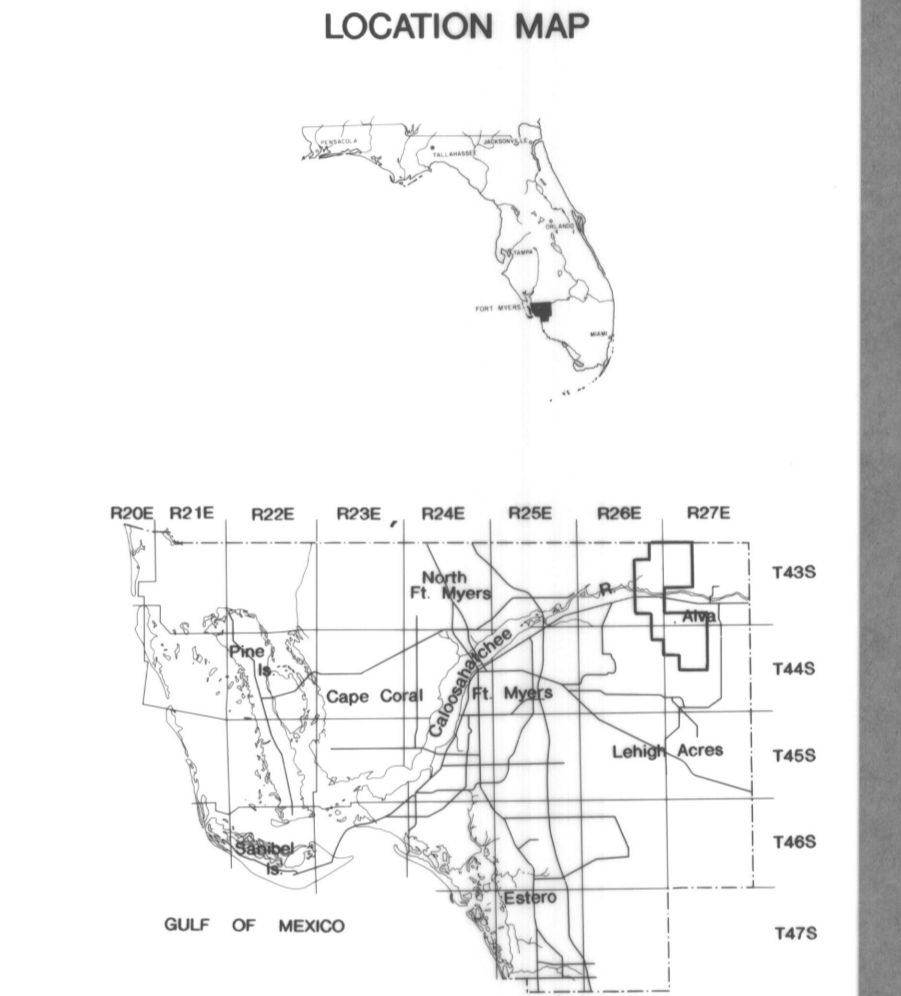 LOCATION MAP
PENSACOLA
TALLAHASSEE
JACKSONVILLE
ORLANDO
TAMPA
FORT MYERS
MIAMI
R20E R21E R22E R23E R24E R25E R26E R27E
T43S
North
Ft. Myers
R.
Alva
Caloosahatchee
Pine
Is.
T44S
Cape Coral
Ft. Myers
Lehigh Acres
T45S
Sanibel
Is.
T46S
Estero
GULF OF MEXICO
T47S